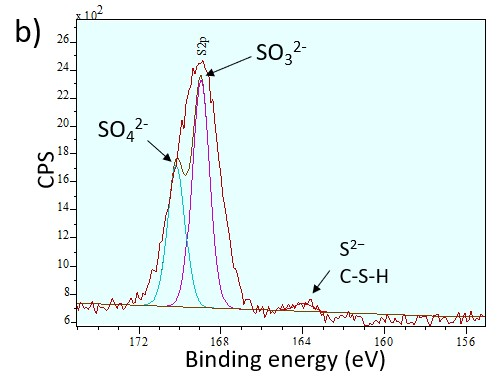 b)
x 10²
S2p
26
24
22
20
18
16
14
12
10
8
6
CPS
SO₃²⁻
SO₄²⁻
S²⁻
C-S-H
172
168
164
160
156
Binding energy (eV)